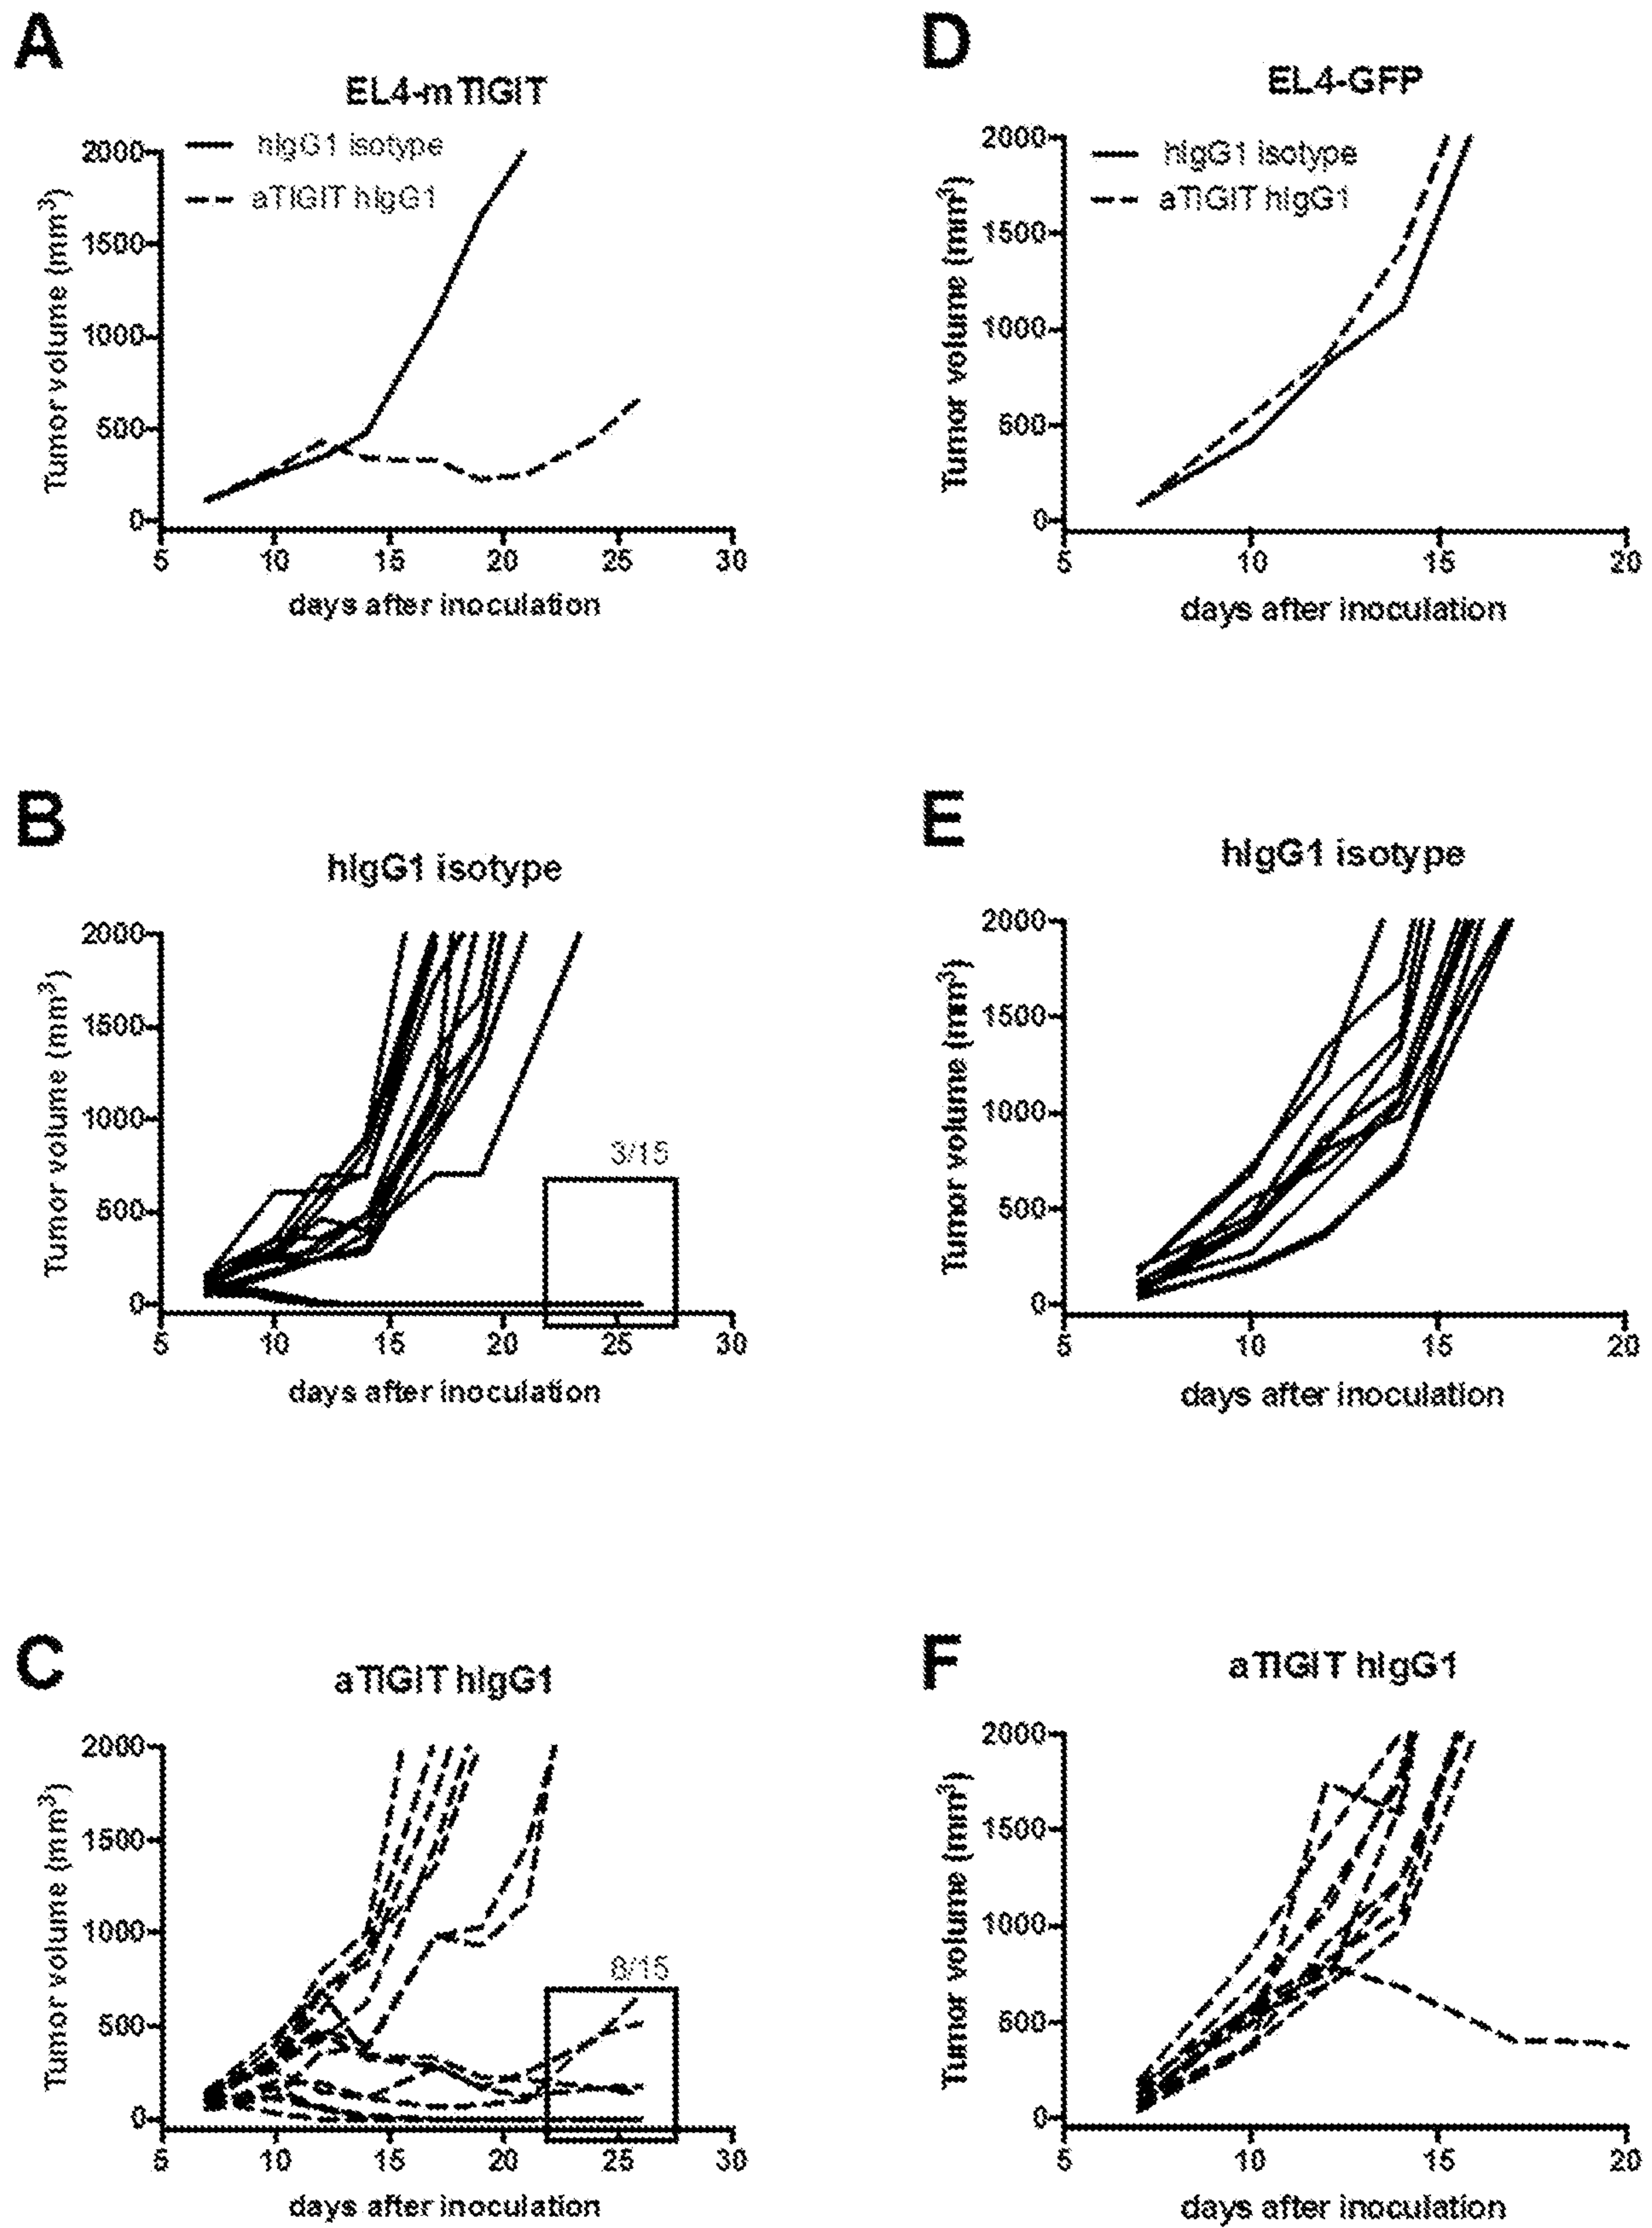 A
EL4-mTIGIT
hIgG1 isotype
aTIGIT hIgG1
Tumor volume (mm³)
2000
1500
1000
500
0
5 10 15 20 25 30
days after inoculation
D
EL4-GFP
hIgG1 isotype
aTIGIT hIgG1
Tumor volume (mm³)
2000
1500
1000
500
0
5 10 15 20
days after inoculation
B
hIgG1 isotype
Tumor volume (mm³)
2000
1500
1000
500
0
3/15
5 10 15 20 25 30
days after inoculation
E
hIgG1 isotype
Tumor volume (mm³)
2000
1500
1000
500
0
5 10 15 20
days after inoculation
C
aTIGIT hIgG1
Tumor volume (mm³)
2000
1500
1000
500
0
8/15
5 10 15 20 25 30
days after inoculation
F
aTIGIT hIgG1
Tumor volume (mm³)
2000
1500
1000
500
0
5 10 15 20
days after inoculation